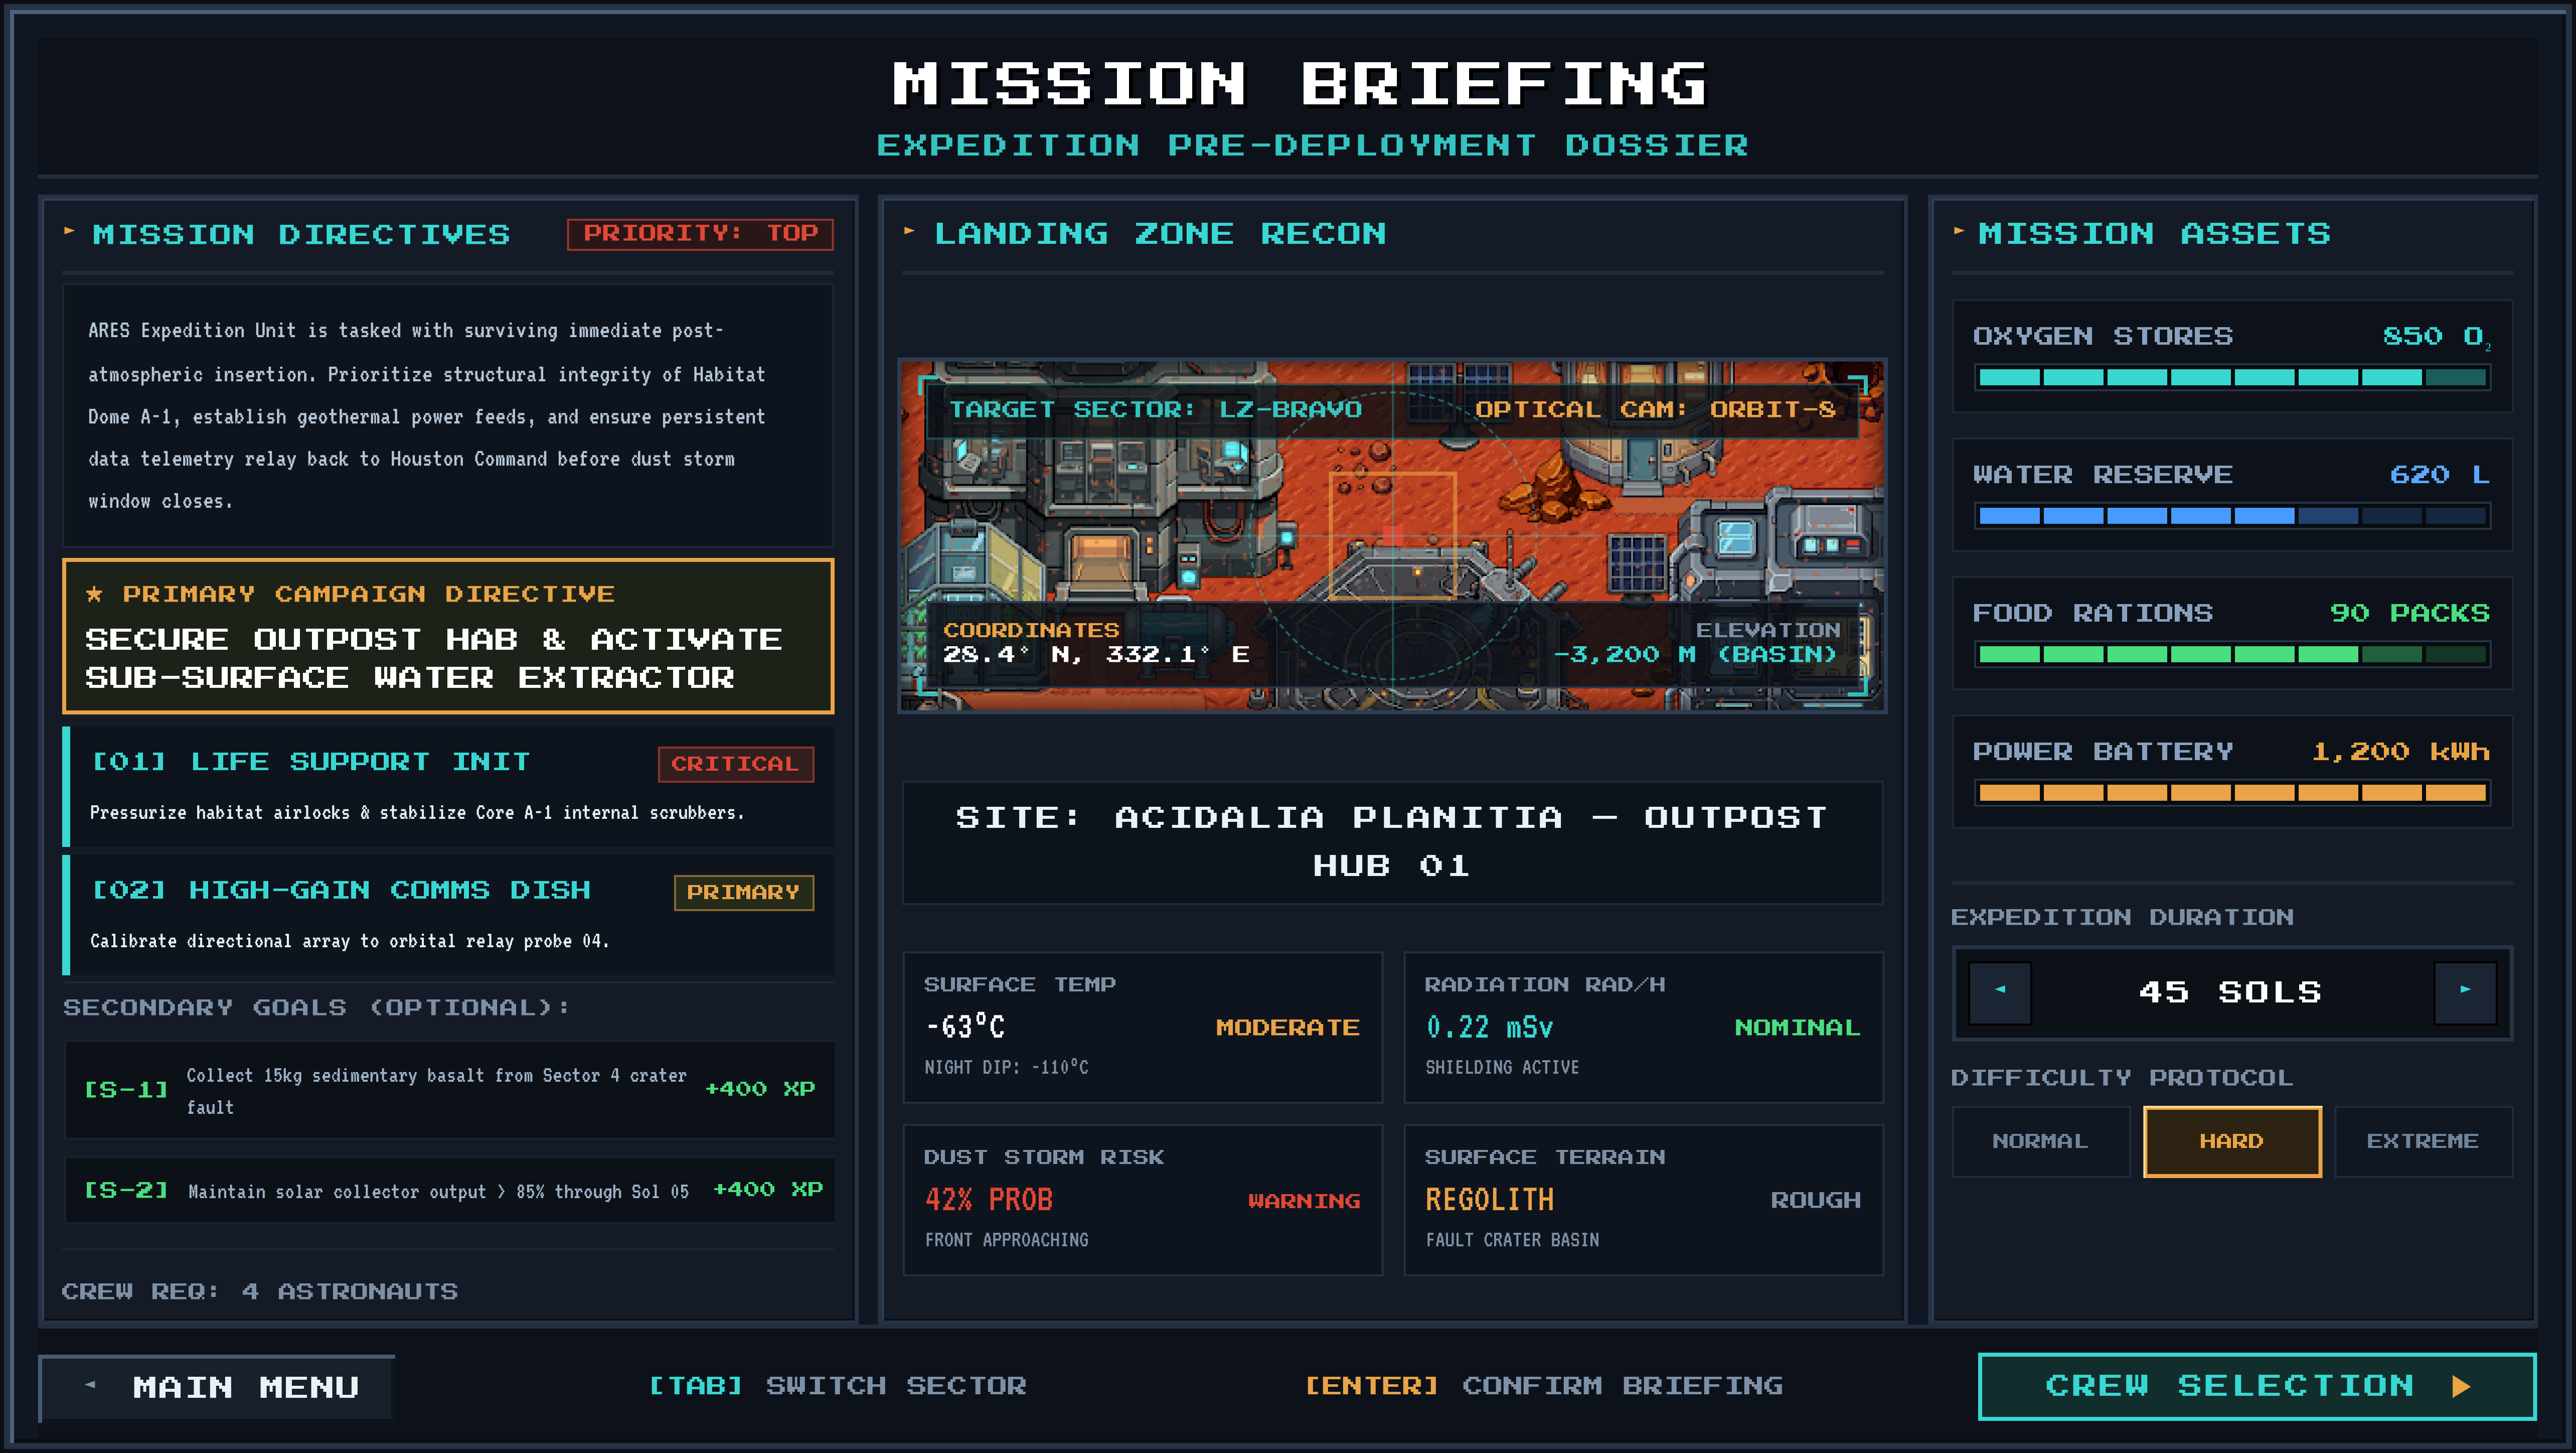 MISSION BRIEFING
EXPEDITION PRE-DEPLOYMENT DOSSIER
► MISSION DIRECTIVES
PRIORITY: TOP
ARES Expedition Unit is tasked with surviving immediate post-
atmospheric insertion. Prioritize structural integrity of Habitat
Dome A-1, establish geothermal power feeds, and ensure persistent
data telemetry relay back to Houston Command before dust storm
window closes.
★ PRIMARY CAMPAIGN DIRECTIVE
SECURE OUTPOST HAB & ACTIVATE
SUB-SURFACE WATER EXTRACTOR
[01] LIFE SUPPORT INIT
CRITICAL
Pressurize habitat airlocks & stabilize Core A-1 internal scrubbers.
[02] HIGH-GAIN COMMS DISH
PRIMARY
Calibrate directional array to orbital relay probe 04.
SECONDARY GOALS (OPTIONAL):
[S-1]
Collect 15kg sedimentary basalt from Sector 4 crater
fault
+400 XP
[S-2]
Maintain solar collector output > 85% through Sol 05
+400 XP
CREW REQ: 4 ASTRONAUTS
► LANDING ZONE RECON
TARGET SECTOR: LZ-BRAVO
OPTICAL CAM: ORBIT-8
COORDINATES
28.4° N, 332.1° E
ELEVATION
-3,200 M (BASIN)
SITE: ACIDALIA PLANITIA — OUTPOST
HUB 01
SURFACE TEMP
-63°C
MODERATE
NIGHT DIP: -110°C
RADIATION RAD/H
0.22 mSv
NOMINAL
SHIELDING ACTIVE
DUST STORM RISK
42% PROB
WARNING
FRONT APPROACHING
SURFACE TERRAIN
REGOLITH
ROUGH
FAULT CRATER BASIN
► MISSION ASSETS
OXYGEN STORES
850 O₂
WATER RESERVE
620 L
FOOD RATIONS
90 PACKS
POWER BATTERY
1,200 kWh
EXPEDITION DURATION
◄ 45 SOLS ►
DIFFICULTY PROTOCOL
NORMAL
HARD
EXTREME
◄ MAIN MENU
[TAB] SWITCH SECTOR
[ENTER] CONFIRM BRIEFING
CREW SELECTION ►